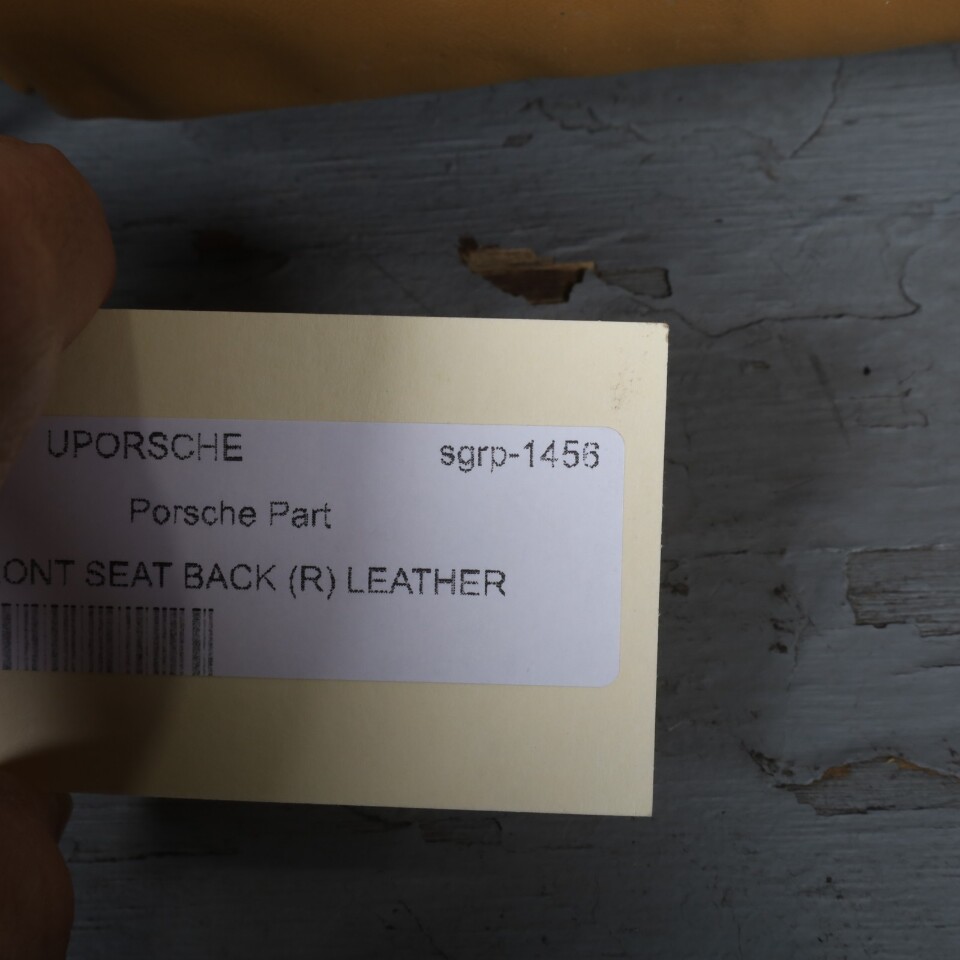 UPORSCHE sgrp-1456
Porsche Part
ONT SEAT BACK (R) LEATHER